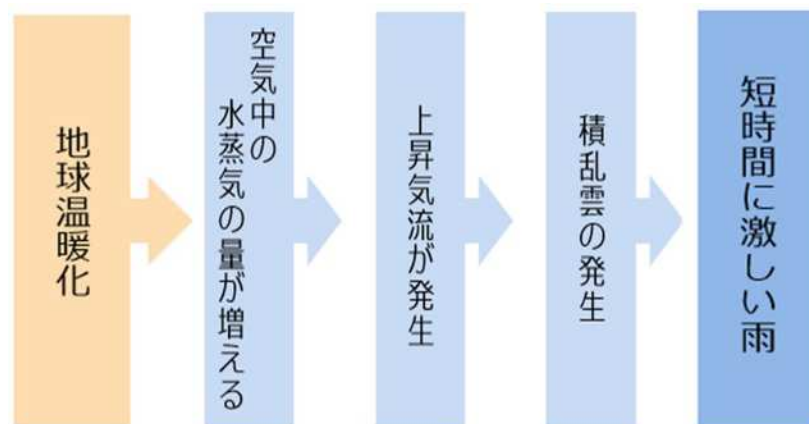 地球温暖化
空気中の
水蒸気の量が増える
上昇気流が発生
積乱雲の発生
短時間に激しい雨